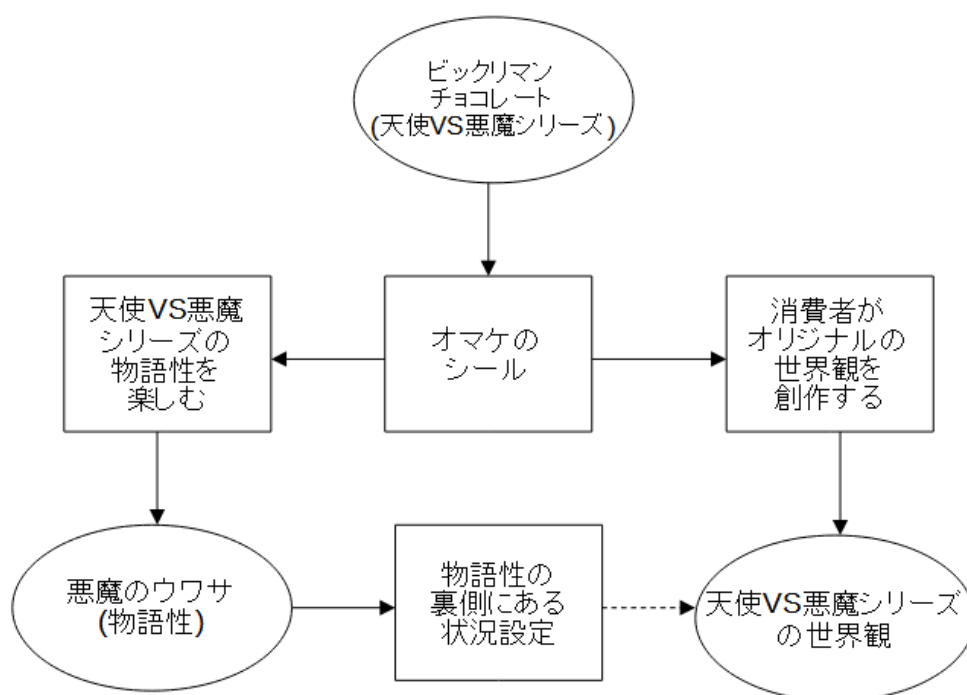 ビックリマン
チョコレート
(天使VS悪魔シリーズ)
天使VS悪魔
シリーズの
物語性を
楽しむ
オマケの
シール
消費者が
オリジナルの
世界観を
創作する
悪魔のウワサ
(物語性)
物語性の
裏側にある
状況設定
天使VS悪魔シリーズ
の世界観